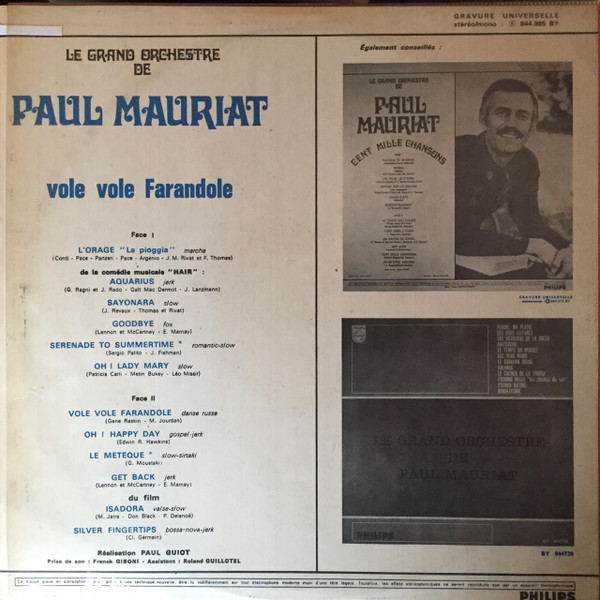 GRAVURE UNIVERSELLE
stéréo/mono : 844.985 BY
LE GRAND ORCHESTRE
DE
PAUL MAURIAT
vole vole Farandole
Face I
L'ORAGE "La pioggia" marche
(Conti - Pace - Panzeri - Pace - Argenio - J. M. Rivat et F. Thomas)
de la comédie musicale "HAIR" :
AQUARIUS jerk
(G. Ragni et J. Rado - Galt Mac Dermot - J. Lanzmann)
SAYONARA slow
(J. Revaux - Thomas et Rivat)
GOODBYE fox
(Lennon et McCartney - E. Marnay)
SERENADE TO SUMMERTIME * romantic-slow
(Sergio Palito - J. Fishman)
OH ! LADY MARY slow
(Patricia Carli - Metin Bukey - Léo Missir)
Face II
VOLE VOLE FARANDOLE danse russe
(Gene Raskin - M. Jourdan)
OH ! HAPPY DAY gospel-jerk
(Edwin R. Hawkins)
LE METEQUE * slow-sirtaki
(G. Moustaki)
GET BACK jerk
(Lennon et McCartney - E. Marnay)
du film
ISADORA valse-slow
(M. Jarre - Don Black - P. Delanoë)
SILVER FINGERTIPS bossa-nova-jerk
(Cl. Germain)
Réalisation PAUL GUIOT
Prise de son : Franck GIBONI - Assistant : Roland GUILLOTEL
Également conseillés :
LE GRAND ORCHESTRE
DE
PAUL
MAURIAT
CENT MILLE CHANSONS
PHILIPS
GRAVURE UNIVERSELLE
LE GRAND ORCHESTRE
DE
PAUL MAURIAT
PHILIPS
BY 844728
PHILIPS